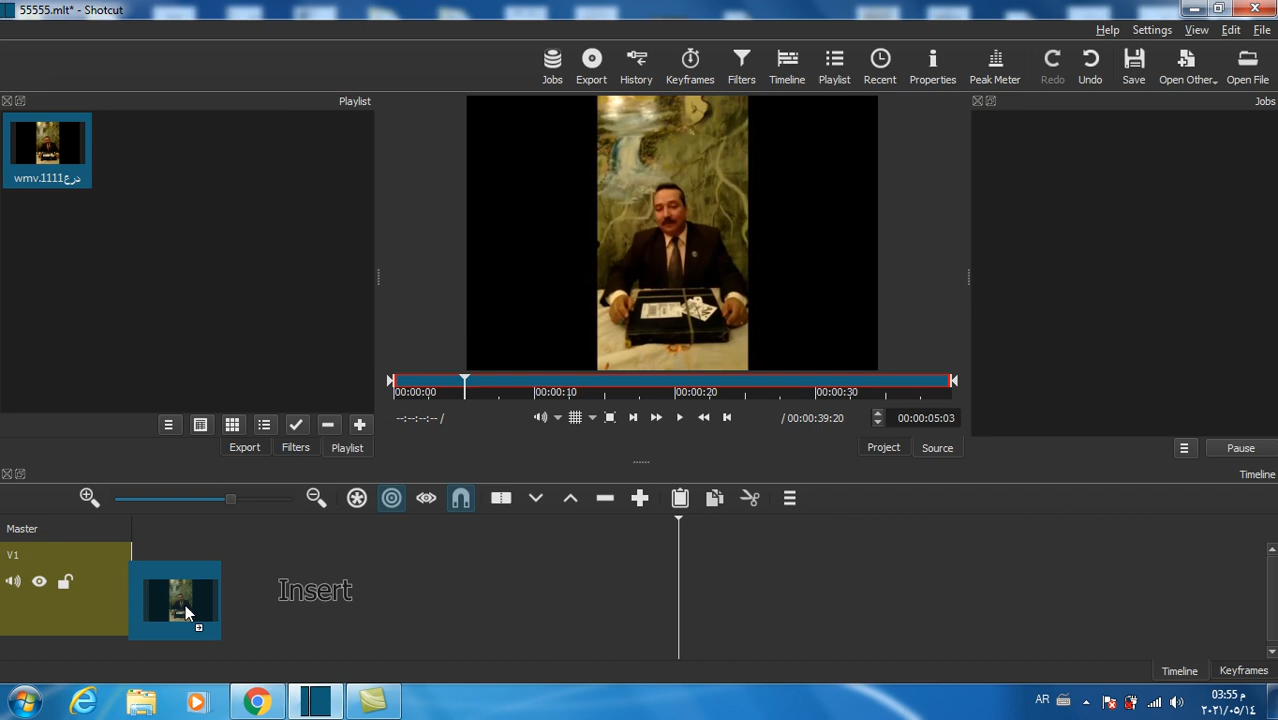 55555.mlt* - Shotcut
Help Settings View Edit File
Jobs Export History Keyframes Filters Timeline Playlist Recent Properties Peak Meter Redo Undo Save Open Other... Open File
Playlist
Jobs
درع1111.wmv
00:00:00 00:00:10 00:00:20 00:00:30
--:--:--:-- / / 00:00:39:20 00:00:05:03
Export Filters Playlist Project Source Pause
Timeline
Master
V1
Insert
Timeline Keyframes
AR
03:55 م
٢٠٢١/٠٥/١٤